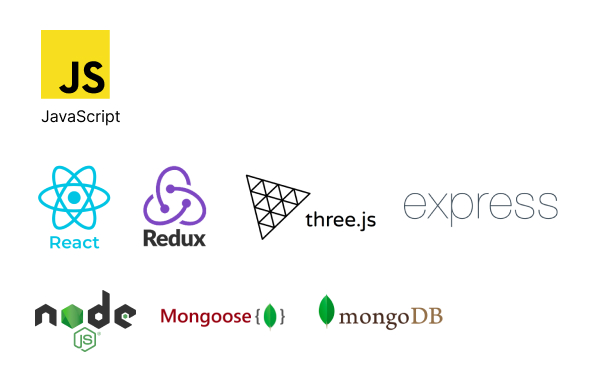 JS
JavaScript
React
Redux
three.js
express
node
JS
Mongoose{ }
mongoDB